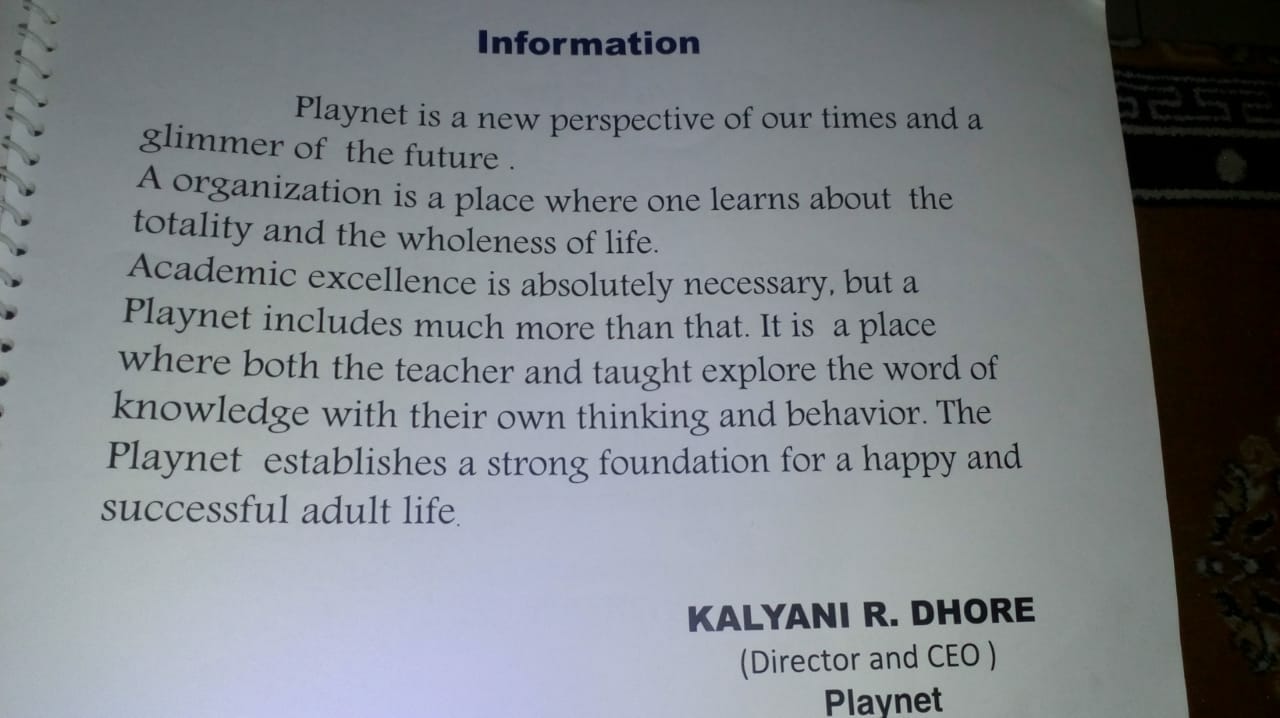 Information
Playnet is a new perspective of our times and a
glimmer of the future .
A organization is a place where one learns about the
totality and the wholeness of life.
Academic excellence is absolutely necessary, but a
Playnet includes much more than that. It is a place
where both the teacher and taught explore the word of
knowledge with their own thinking and behavior. The
Playnet establishes a strong foundation for a happy and
successful adult life.
KALYANI R. DHORE
(Director and CEO )
Playnet